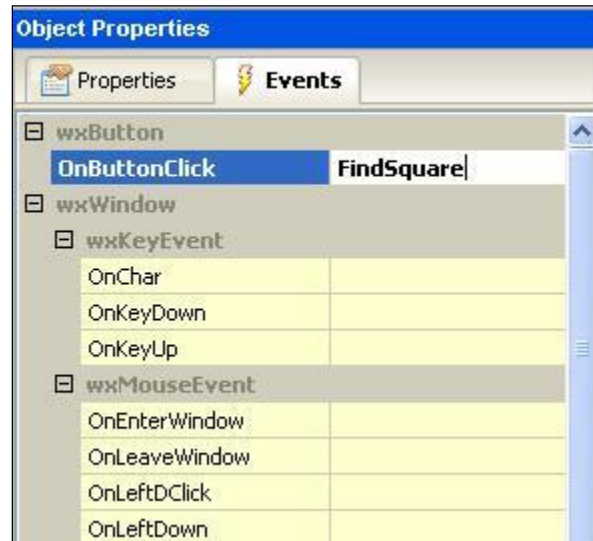 Object Properties
Properties Events
wxButton
OnButtonClick FindSquare
wxWindow
wxKeyEvent
OnChar
OnKeyDown
OnKeyUp
wxMouseEvent
OnEnterWindow
OnLeaveWindow
OnLeftDClick
OnLeftDown